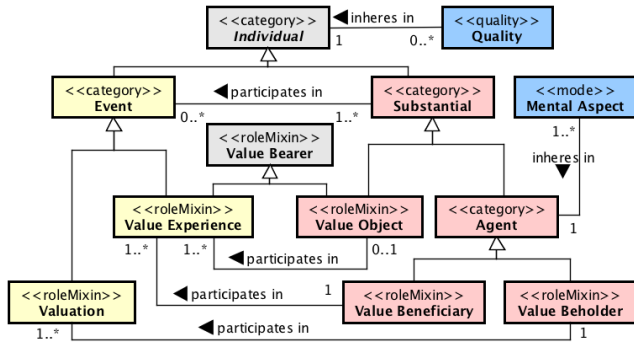 <<category>>
Individual
inheres in
1
0..*
<<quality>>
Quality
<<category>>
Event
participates in
0..*
1..*
<<category>>
Substantial
<<mode>>
Mental Aspect
1..*
inheres in
1
<<roleMixin>>
Value Bearer
<<roleMixin>>
Value Experience
<<roleMixin>>
Value Object
<<category>>
Agent
1..*
1..*
participates in
0..1
<<roleMixin>>
Valuation
participates in
1
<<roleMixin>>
Value Beneficiary
<<roleMixin>>
Value Beholder
1..*
participates in
1